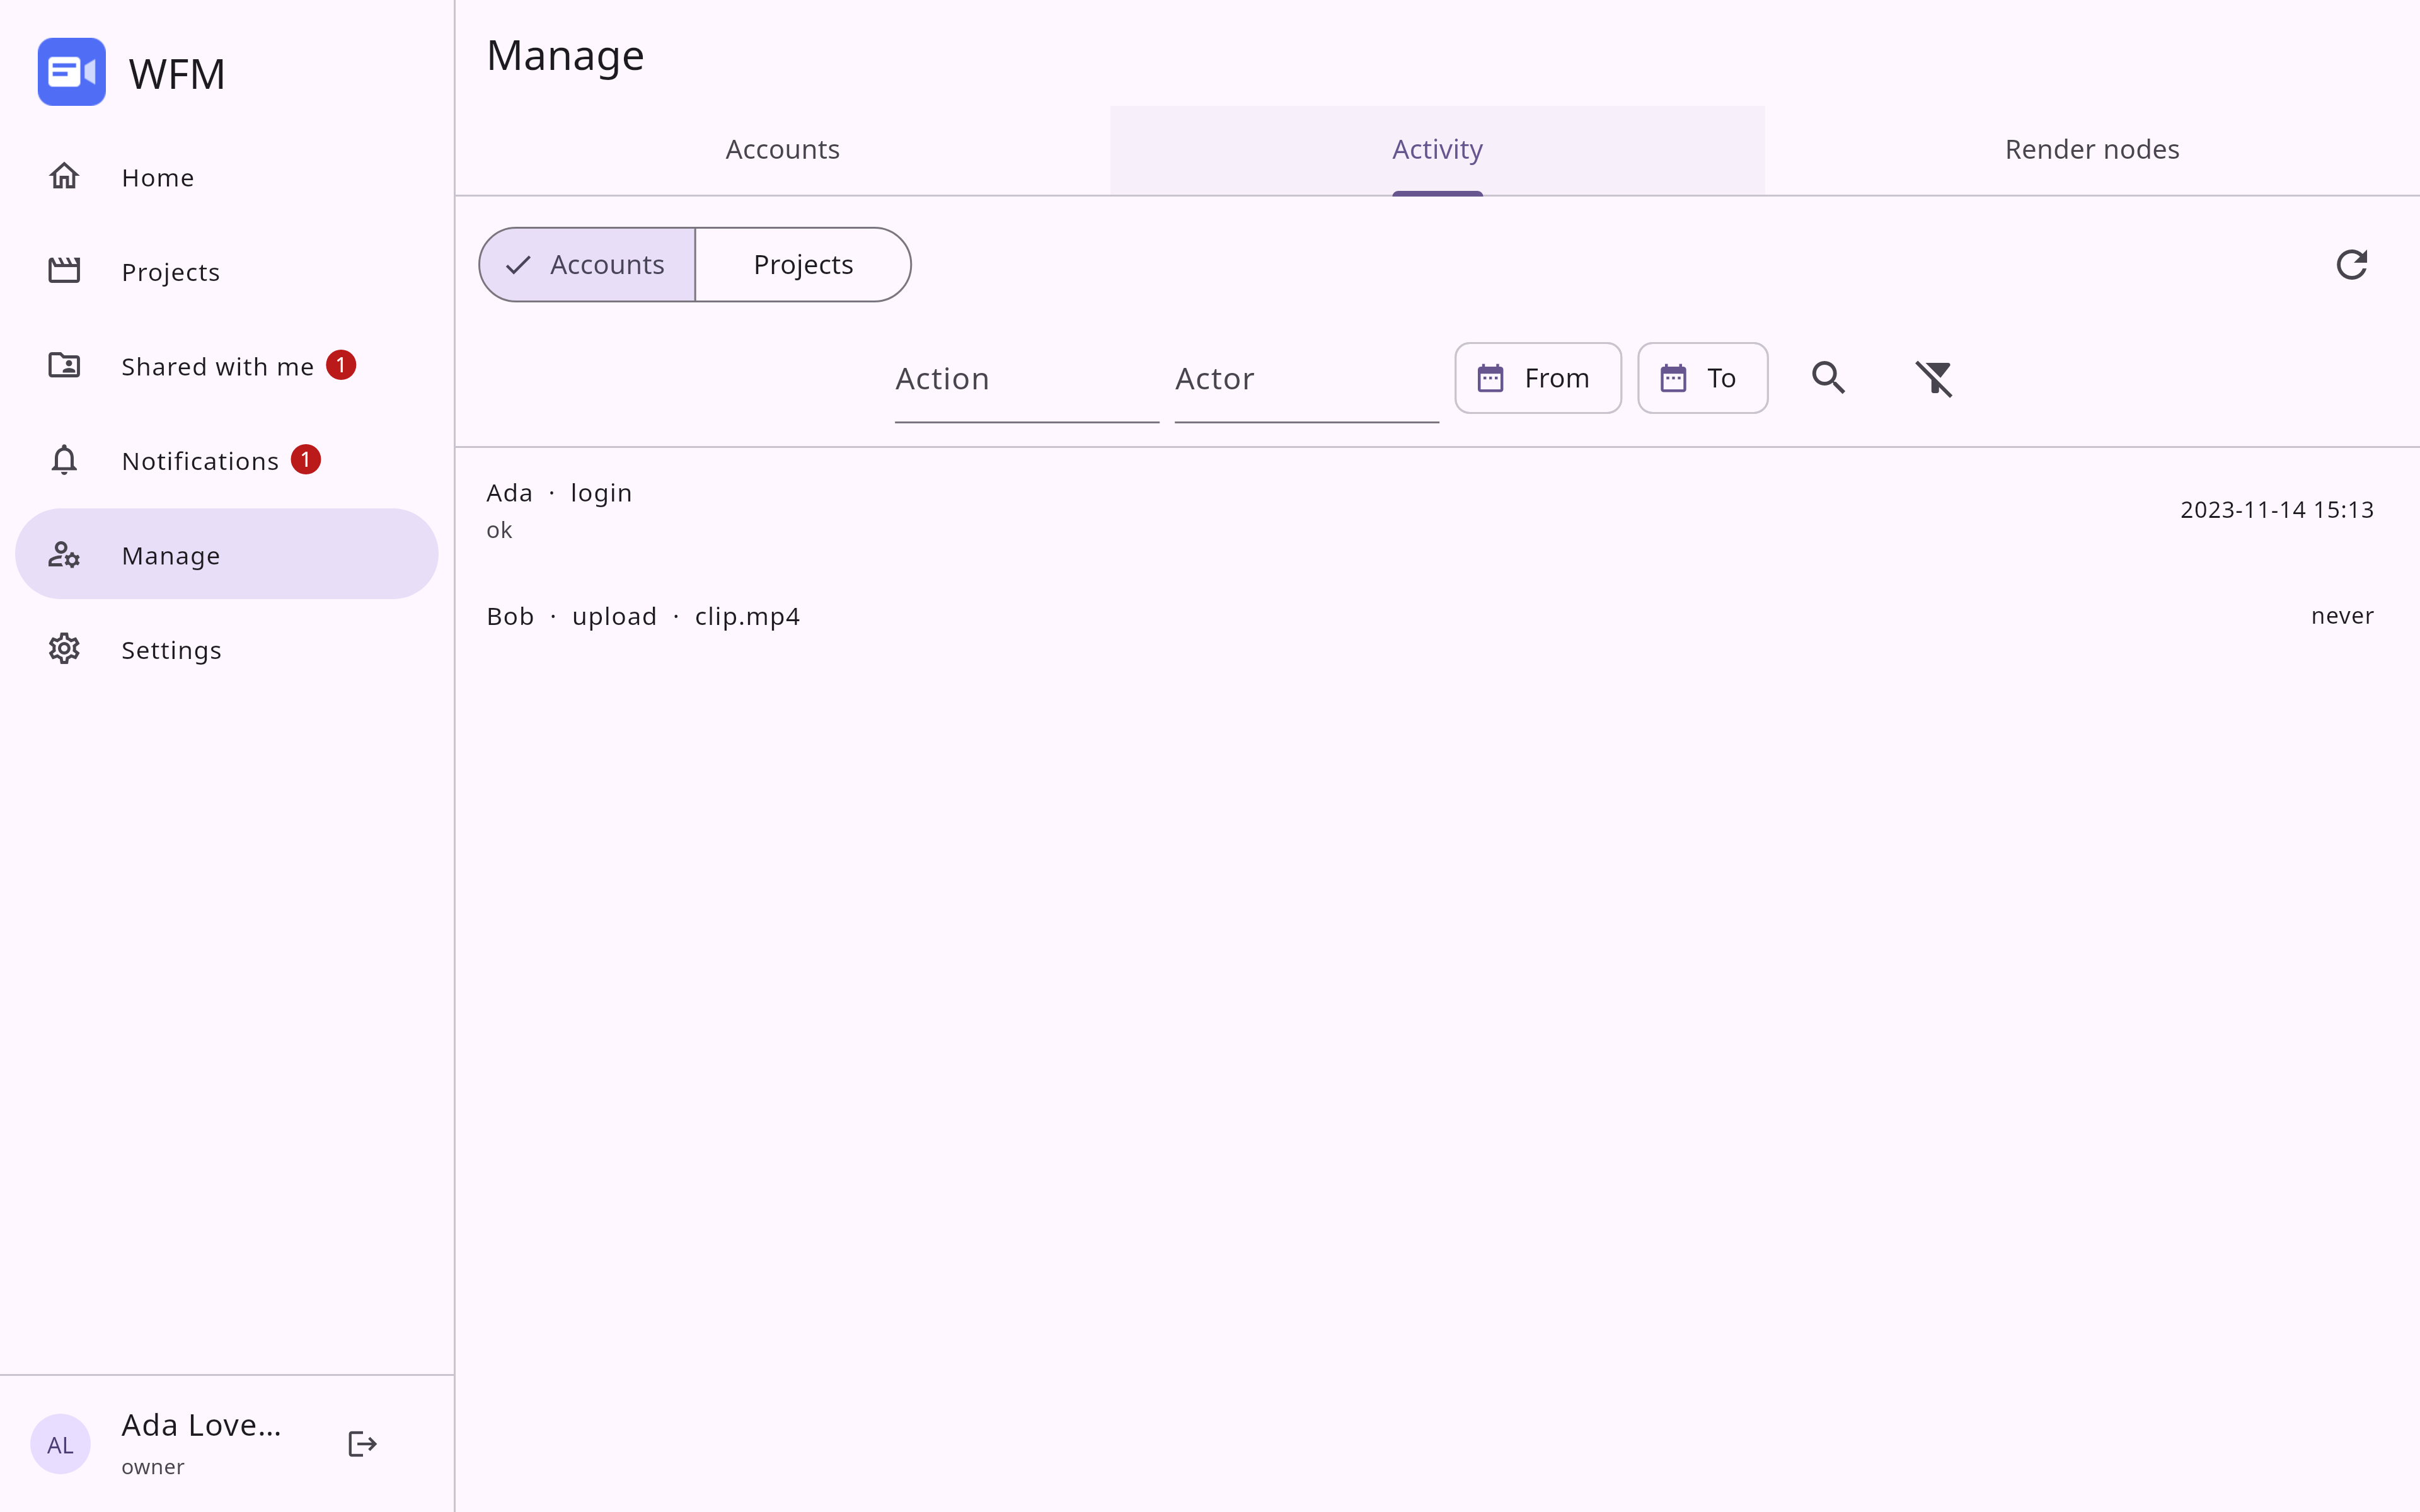 WFM
Home
Projects
Shared with me 1
Notifications 1
Manage
Settings
AL
Ada Love…
owner
Manage
Accounts
Activity
Render nodes
Accounts
Projects
Action
Actor
From
To
Ada · login
ok
2023-11-14 15:13
Bob · upload · clip.mp4
never